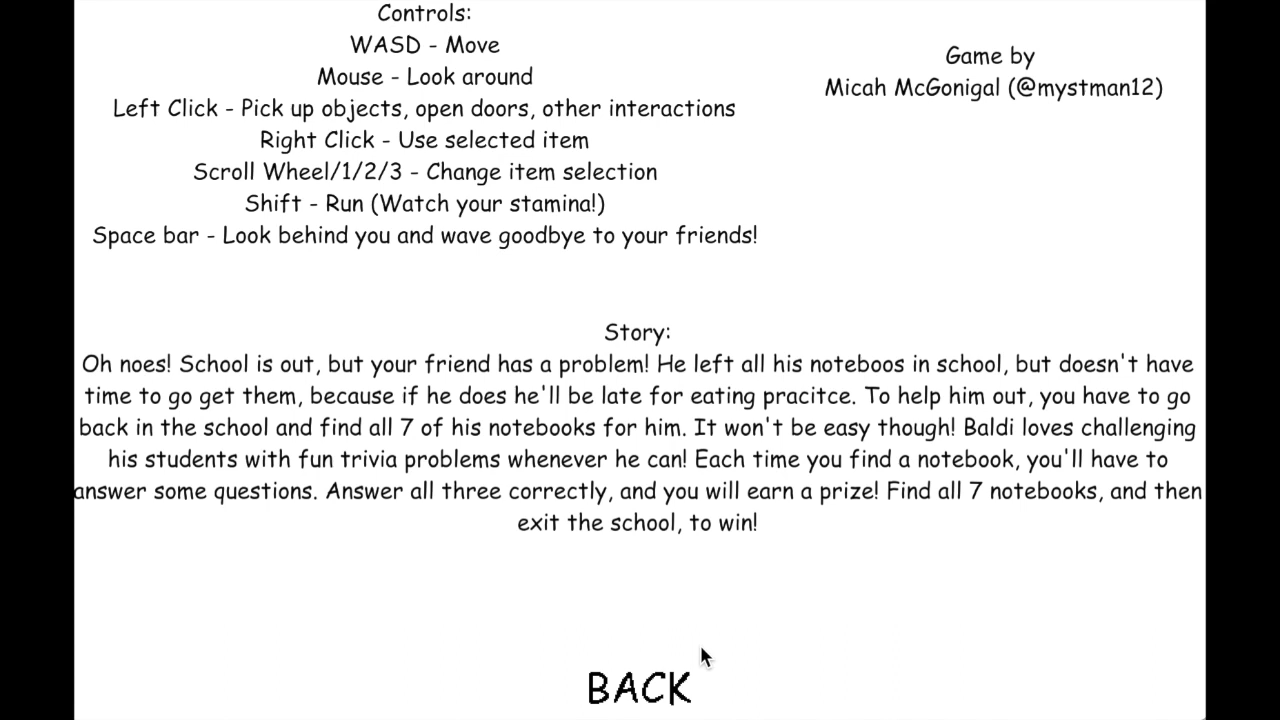 Controls:
WASD - Move
Mouse - Look around
Left Click - Pick up objects, open doors, other interactions
Right Click - Use selected item
Scroll Wheel/1/2/3 - Change item selection
Shift - Run (Watch your stamina!)
Space bar - Look behind you and wave goodbye to your friends!
Game by
Micah McGonigal (@mystman12)
Story:
Oh noes! School is out, but your friend has a problem! He left all his noteboos in school, but doesn't have
time to go get them, because if he does he'll be late for eating pracitce. To help him out, you have to go
back in the school and find all 7 of his notebooks for him. It won't be easy though! Baldi loves challenging
his students with fun trivia problems whenever he can! Each time you find a notebook, you'll have to
answer some questions. Answer all three correctly, and you will earn a prize! Find all 7 notebooks, and then
exit the school, to win!
BACK